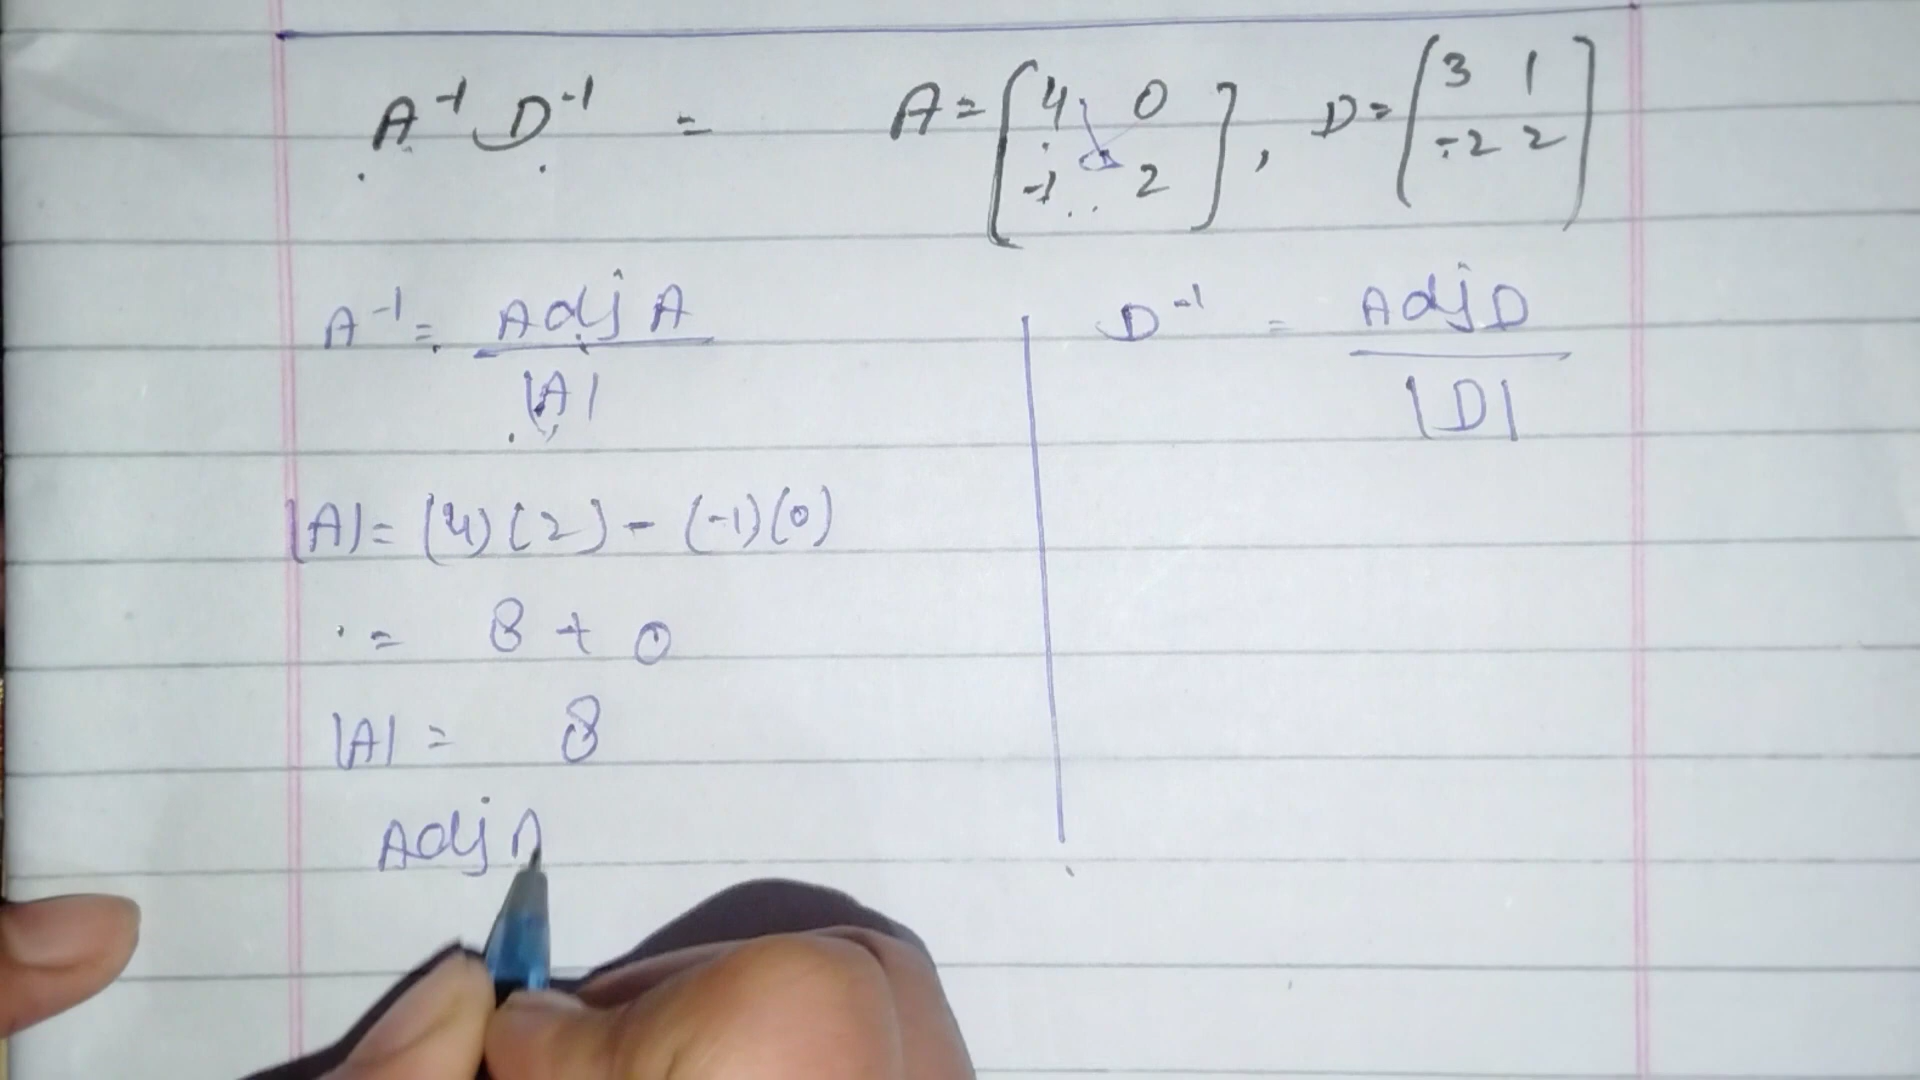 A⁻¹ D⁻¹ = A = [4 0 -1 2], D = [3 1 -2 2]
A⁻¹ = Adj A / |A|
D⁻¹ = Adj D / |D|
|A| = (4)(2) - (-1)(0)
= 8 + 0
|A| = 8
Adj A